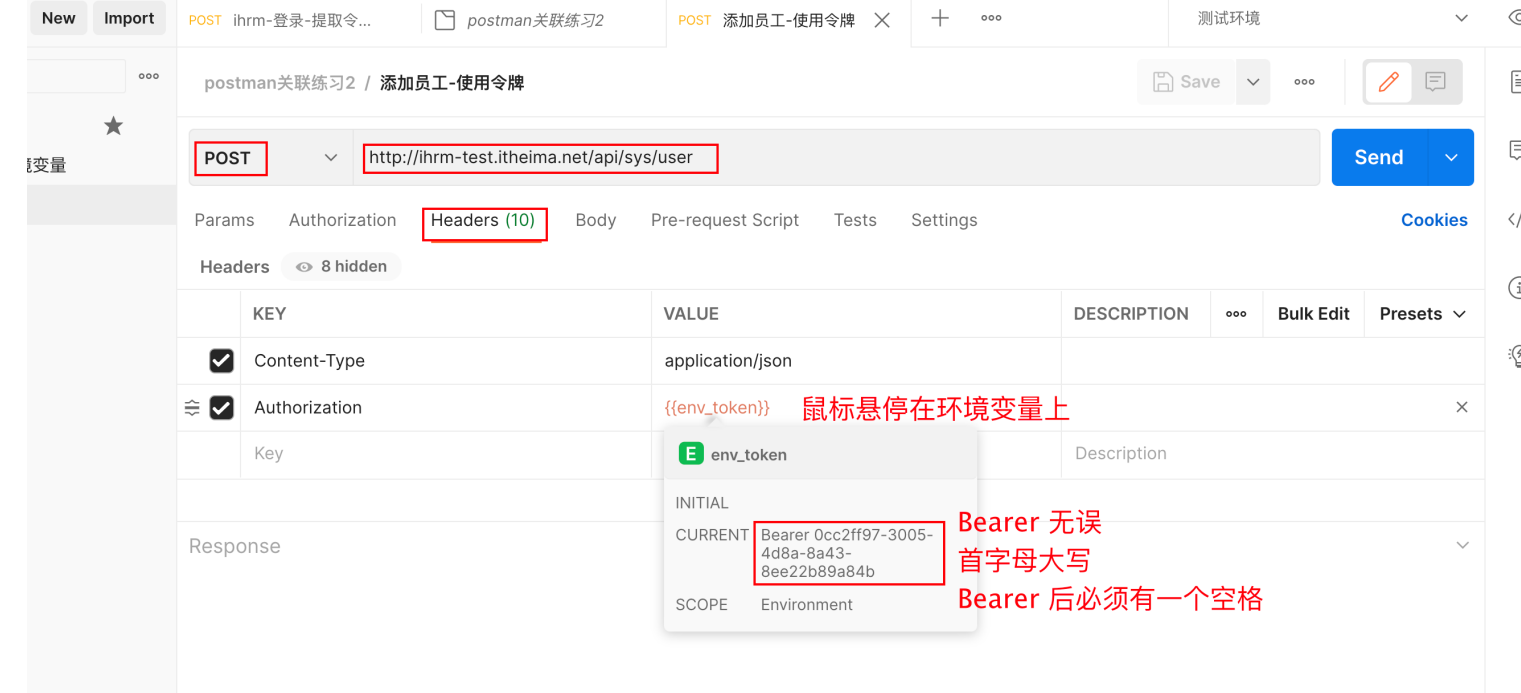 New
Import
POST ihrm-登录-提取令...
postman关联练习2
POST 添加员工-使用令牌
测试环境
postman关联练习2 / 添加员工-使用令牌
Save
变量
POST
http://ihrm-test.itheima.net/api/sys/user
Send
Params
Authorization
Headers (10)
Body
Pre-request Script
Tests
Settings
Cookies
Headers
8 hidden
KEY
VALUE
DESCRIPTION
Bulk Edit
Presets
Content-Type
application/json
Authorization
{{env_token}}
鼠标悬停在环境变量上
Key
Description
E env_token
INITIAL
CURRENT
Bearer 0cc2ff97-3005-
4d8a-8a43-
8ee22b89a84b
SCOPE
Environment
Bearer 无误
首字母大写
Bearer 后必须有一个空格
Response